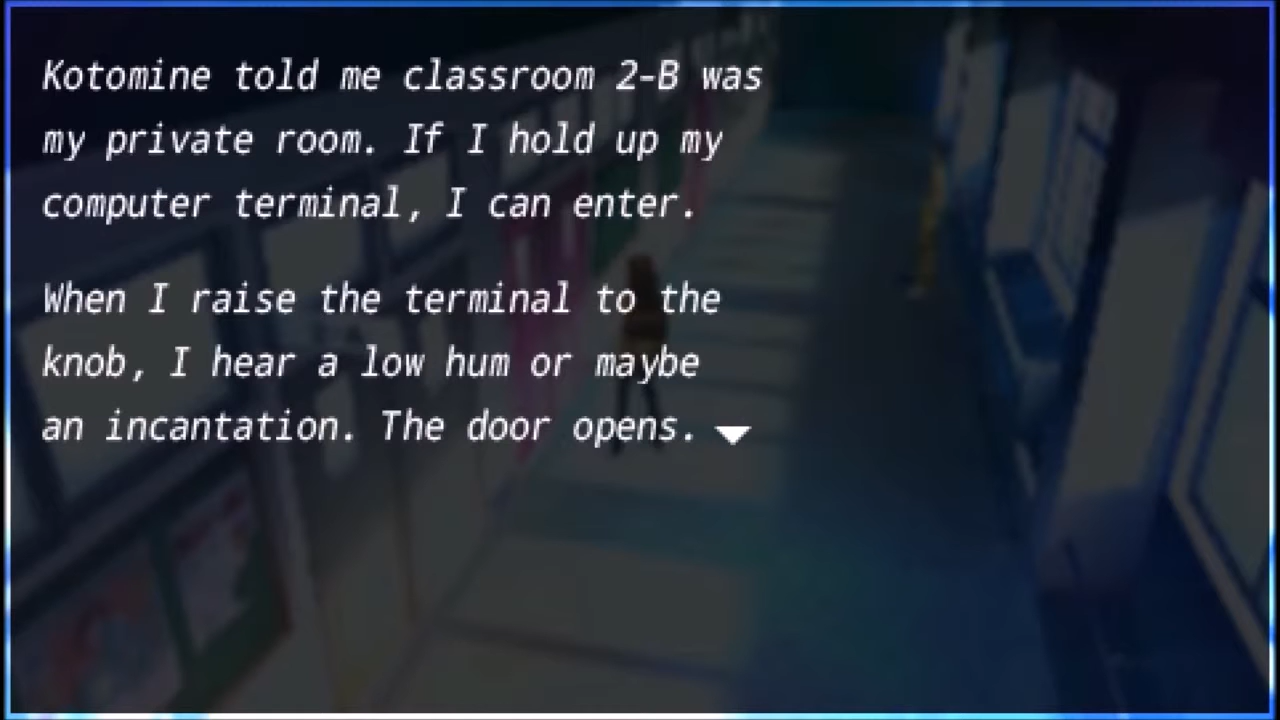 Kotomine told me classroom 2-B was
my private room. If I hold up my
computer terminal, I can enter.
When I raise the terminal to the
knob, I hear a low hum or maybe
an incantation. The door opens.